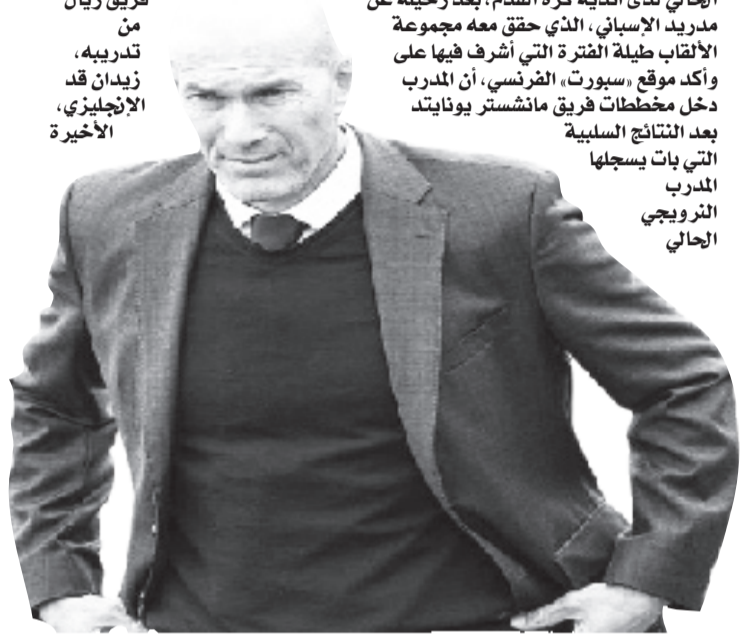 الحالي لدى أندية كرة القدم، بعد رحيله عن فريق ريال
مدريد الإسباني، الذي حقق معه مجموعة من
الألقاب طيلة الفترة التي أشرف فيها على تدريبه،
وأكد موقع «سبورت» الفرنسي، أن المدرب زيدان قد
دخل مخططات فريق مانشستر يونايتد الإنجليزي،
بعد النتائج السلبية الأخيرة
التي بات يسجلها
المدرب
النرويجي
الحالي